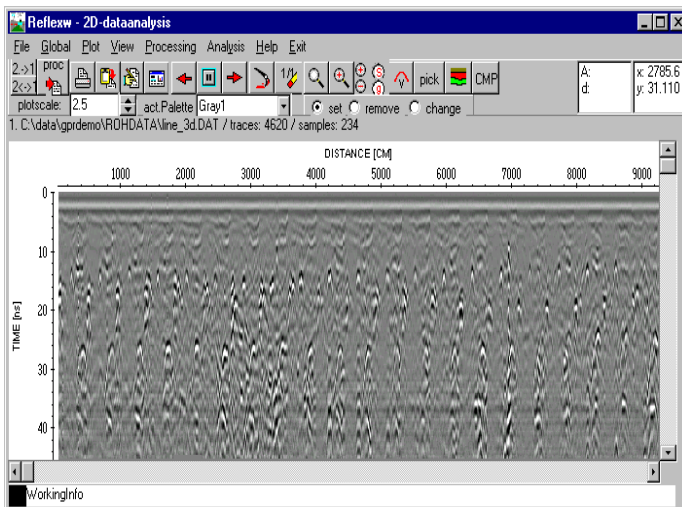 Reflexw - 2D-dataanalysis
File Global Plot View Processing Analysis Help Exit
2.->1 proc 1/1 pick CMP A: x: 2785.6
2<->1 d: y: 31.110
plotscale: 2.5 act.Palette Gray1 set remove change
1. C:\data\gprdemo\ROHDATA\line_3d.DAT / traces: 4620 / samples: 234
DISTANCE [CM]
1000 2000 3000 4000 5000 6000 7000 8000 9000
0
10
20
30
40
TIME [ns]
WorkingInfo